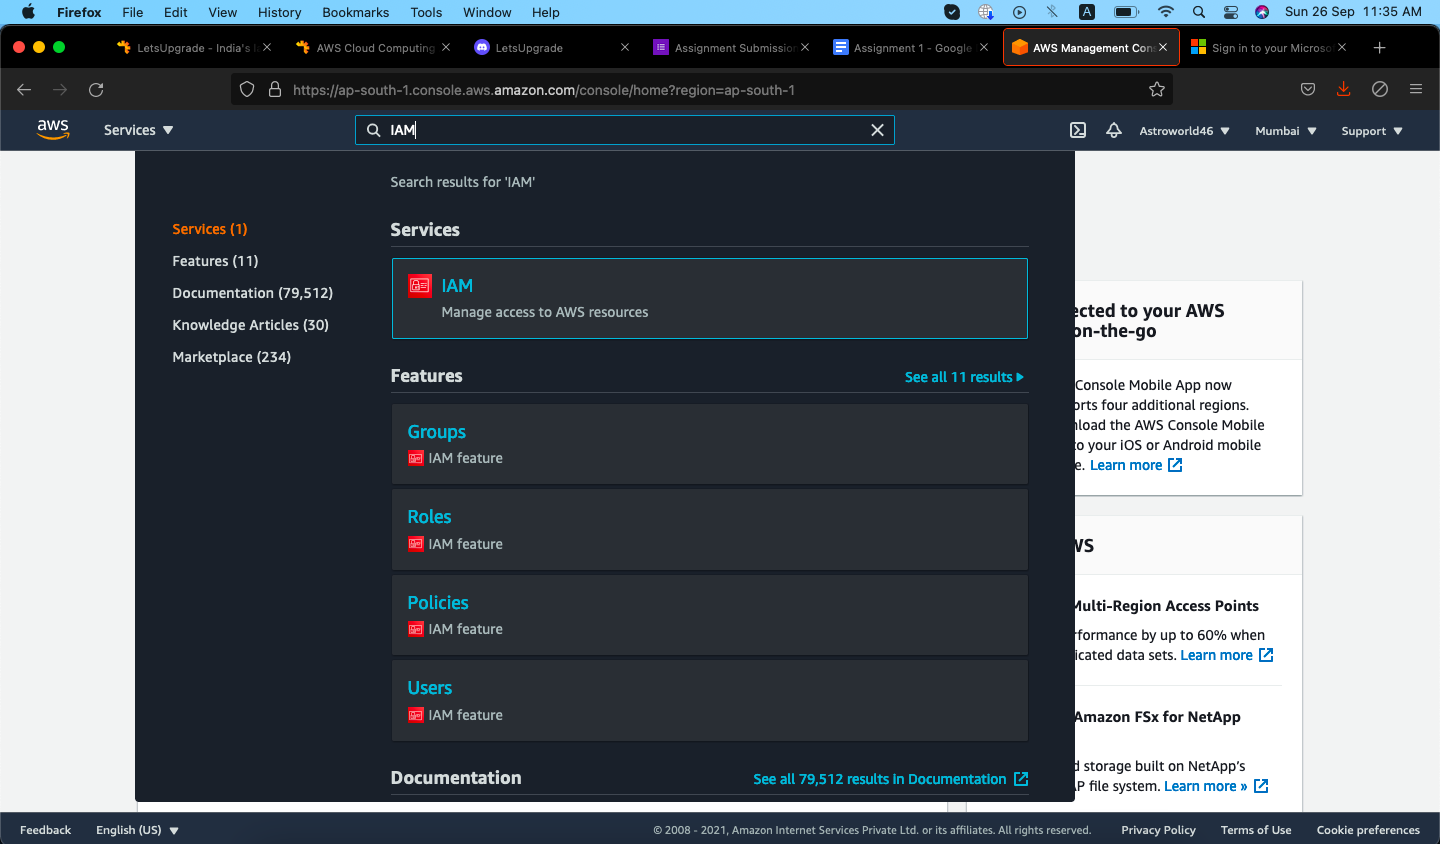 Firefox File Edit View History Bookmarks Tools Window Help A Sun 26 Sep 11:35 AM
LetsUpgrade - India's AWS Cloud Computing LetsUpgrade Assignment Submission Assignment 1 - Google AWS Management Cons Sign in to your Microso
https://ap-south-1.console.aws.amazon.com/console/home?region=ap-south-1
aws Services IAM Astroworld46 Mumbai Support
Search results for 'IAM'
Services (1)
Features (11)
Documentation (79,512)
Knowledge Articles (30)
Marketplace (234)
Services
IAM
Manage access to AWS resources
Features See all 11 results
Groups
IAM feature
Roles
IAM feature
Policies
IAM feature
Users
IAM feature
Documentation See all 79,512 results in Documentation
ected to your AWS
on-the-go
Console Mobile App now
orts four additional regions.
nload the AWS Console Mobile
to your iOS or Android mobile
e. Learn more
WS
Multi-Region Access Points
rformance by up to 60% when
icated data sets. Learn more
Amazon FSx for NetApp
d storage built on NetApp's
AP file system. Learn more »
Feedback English (US) © 2008 - 2021, Amazon Internet Services Private Ltd. or its affiliates. All rights reserved. Privacy Policy Terms of Use Cookie preferences